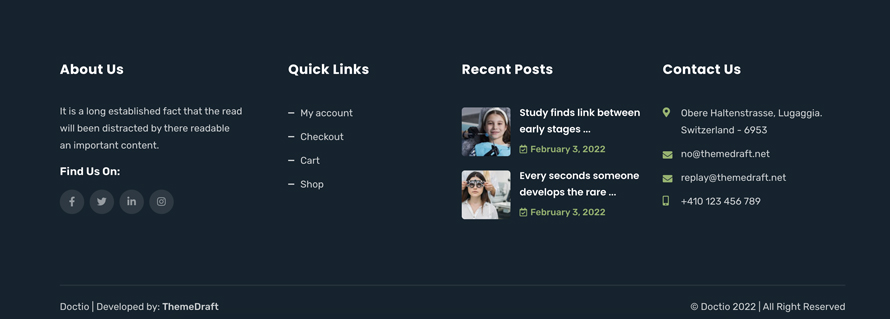 About Us
It is a long established fact that the read
will been distracted by there readable
an important content.
Find Us On:
Quick Links
My account
Checkout
Cart
Shop
Recent Posts
Study finds link between
early stages ...
February 3, 2022
Every seconds someone
develops the rare ...
February 3, 2022
Contact Us
Obere Haltenstrasse, Lugaggia.
Switzerland - 6953
no@themedraft.net
replay@themedraft.net
+410 123 456 789
Doctio | Developed by: ThemeDraft
© Doctio 2022 | All Right Reserved